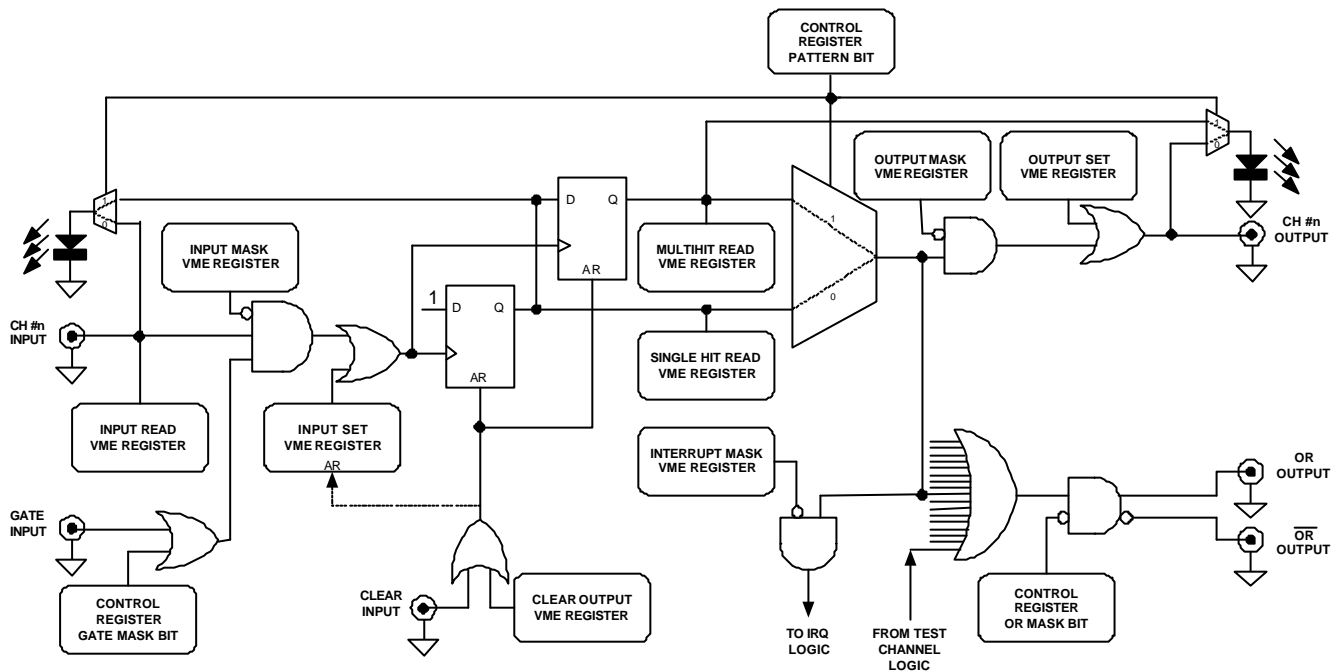 CONTROL
REGISTER
PATTERN BIT
1
0
OUTPUT MASK
VME REGISTER
OUTPUT SET
VME REGISTER
1
0
INPUT MASK
VME REGISTER
D Q
AR
MULTIHIT READ
VME REGISTER
1
0
CH #n
OUTPUT
1
D Q
AR
CH #n
INPUT
SINGLE HIT READ
VME REGISTER
INPUT READ
VME REGISTER
INPUT SET
VME REGISTER
AR
INTERRUPT MASK
VME REGISTER
OR
OUTPUT
GATE
INPUT
OR
OUTPUT
CONTROL
REGISTER
GATE MASK BIT
CLEAR
INPUT
CLEAR OUTPUT
VME REGISTER
CONTROL
REGISTER
OR MASK BIT
TO IRQ
LOGIC
FROM TEST
CHANNEL
LOGIC